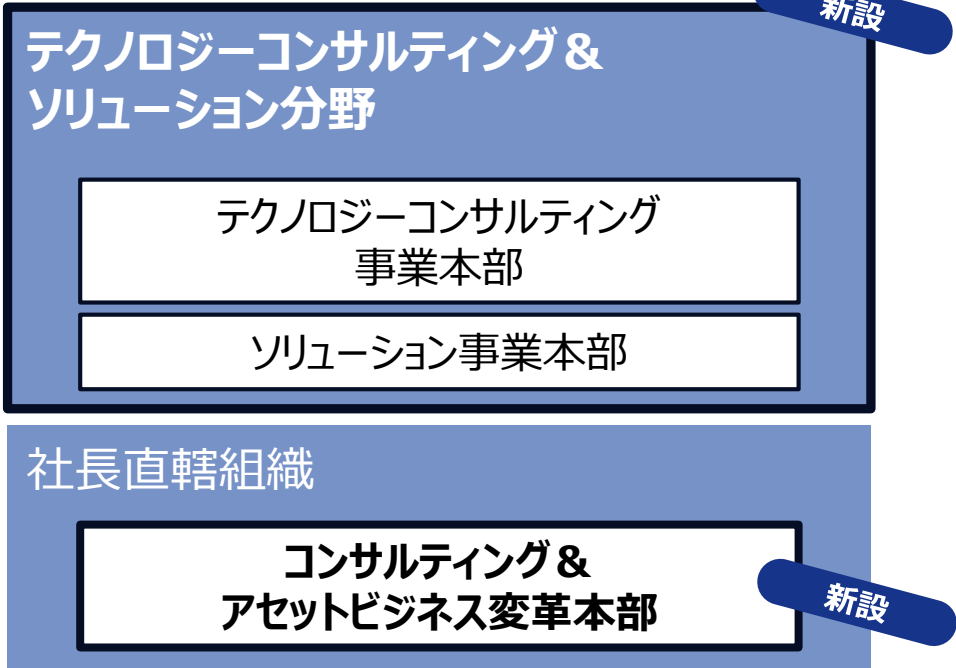 新設
テクノロジーコンサルティング＆
ソリューション分野
テクノロジーコンサルティング
事業本部
ソリューション事業本部
社長直轄組織
コンサルティング＆
アセットビジネス変革本部
新設